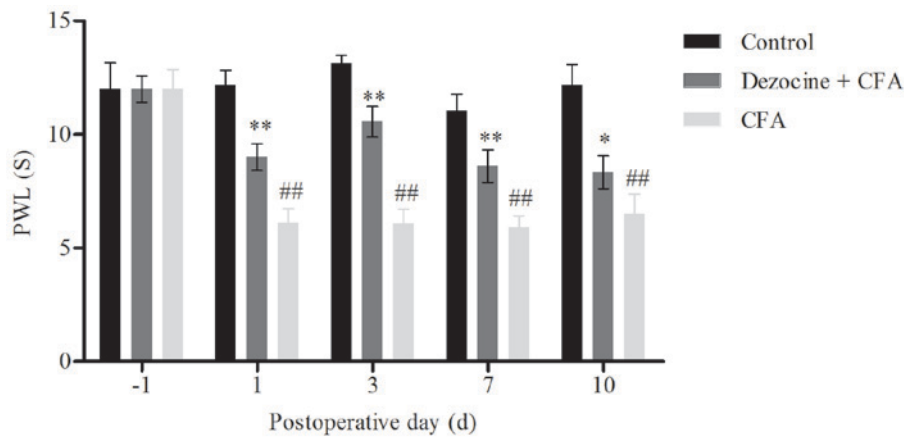 15
10
5
0
PWL (S)
** ## ** ## ** ## * ##
-1 1 3 7 10
Postoperative day (d)
Control
Dezocine + CFA
CFA